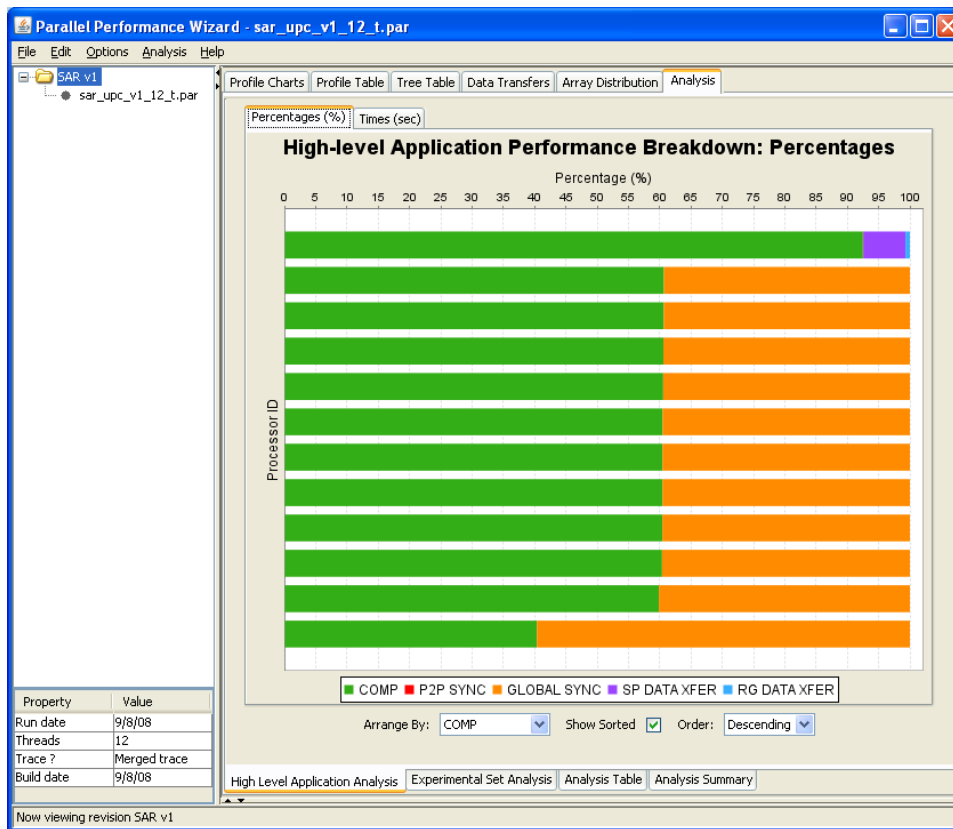 Parallel Performance Wizard - sar_upc_v1_12_t.par
File Edit Options Analysis Help
SAR v1
sar_upc_v1_12_t.par
Profile Charts Profile Table Tree Table Data Transfers Array Distribution Analysis
Percentages (%) Times (sec)
High-level Application Performance Breakdown: Percentages
Percentage (%)
0 5 10 15 20 25 30 35 40 45 50 55 60 65 70 75 80 85 90 95 100
Processor ID
COMP P2P SYNC GLOBAL SYNC SP DATA XFER RG DATA XFER
Arrange By: COMP Show Sorted Order: Descending
Property Value
Run date 9/8/08
Threads 12
Trace ? Merged trace
Build date 9/8/08
High Level Application Analysis Experimental Set Analysis Analysis Table Analysis Summary
Now viewing revision SAR v1